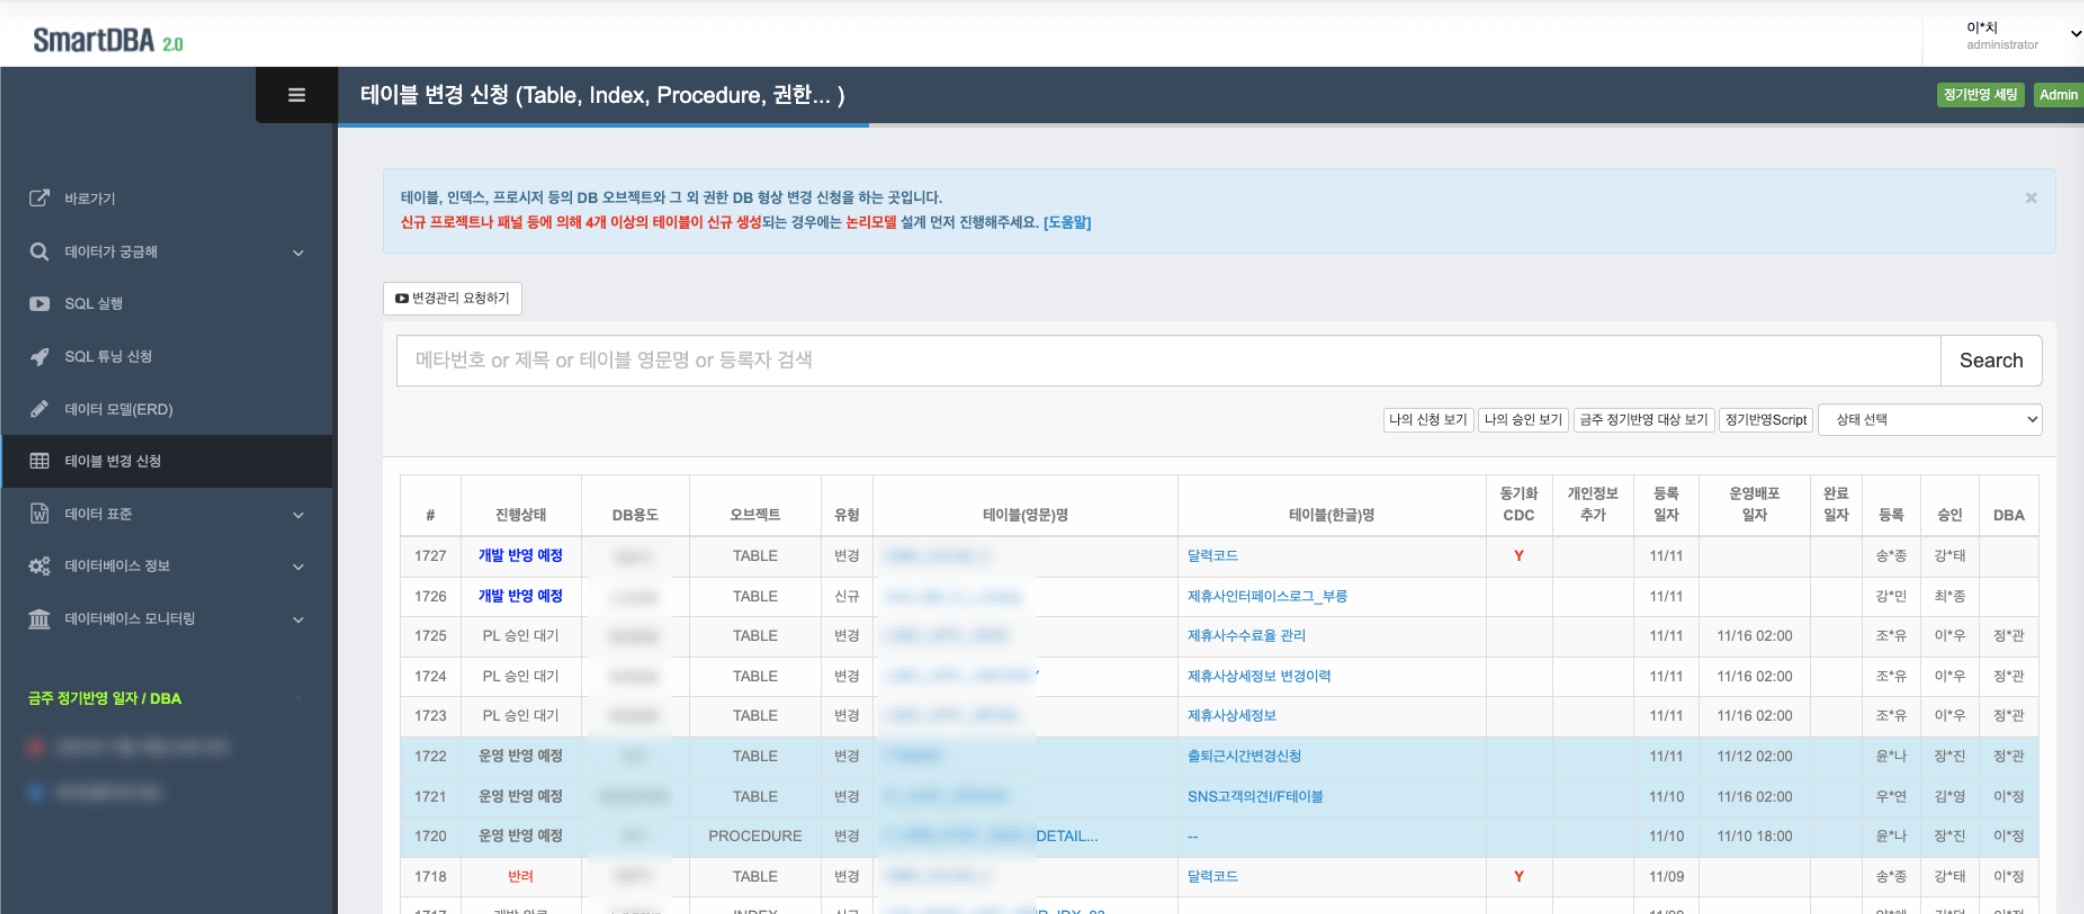 SmartDBA 2.0
이*치
administrator
테이블 변경 신청 (Table, Index, Procedure, 권한... )
정기반영 세팅
Admin
바로가기
데이터가 궁금해
SQL 실행
SQL 튜닝 신청
데이터 모델(ERD)
테이블 변경 신청
데이터 표준
데이터베이스 정보
데이터베이스 모니터링
금주 정기반영 일자 / DBA
테이블, 인덱스, 프로시저 등의 DB 오브젝트와 그 외 권한 DB 형상 변경 신청을 하는 곳입니다.
신규 프로젝트나 패널 등에 의해 4개 이상의 테이블이 신규 생성되는 경우에는 논리모델 설계 먼저 진행해주세요. [도움말]
변경관리 요청하기
메타번호 or 제목 or 테이블 영문명 or 등록자 검색
Search
나의 신청 보기 나의 승인 보기 금주 정기반영 대상 보기 정기반영Script 상태 선택
# 진행상태 DB용도 오브젝트 유형 테이블(영문)명 테이블(한글)명 동기화 CDC 개인정보 추가 등록 일자 운영배포 일자 완료 일자 등록 승인 DBA
1727 개발 반영 예정 TABLE 변경 달력코드 Y 11/11 송*종 강*태
1726 개발 반영 예정 TABLE 신규 제휴사인터페이스로그_부릉 11/11 강*민 최*종
1725 PL 승인 대기 TABLE 변경 제휴사수수료율 관리 11/11 11/16 02:00 조*유 이*우 정*관
1724 PL 승인 대기 TABLE 변경 제휴사상세정보 변경이력 11/11 11/16 02:00 조*유 이*우 정*관
1723 PL 승인 대기 TABLE 변경 제휴사상세정보 11/11 11/16 02:00 조*유 이*우 정*관
1722 운영 반영 예정 TABLE 변경 출퇴근시간변경신청 11/11 11/12 02:00 윤*나 장*진 정*관
1721 운영 반영 예정 TABLE 변경 SNS고객의견I/F테이블 11/10 11/16 02:00 우*연 김*영 이*정
1720 운영 반영 예정 PROCEDURE 변경 DETAIL... -- 11/10 11/10 18:00 윤*나 장*진 이*정
1718 반려 TABLE 변경 달력코드 Y 11/09 송*종 강*태 이*정